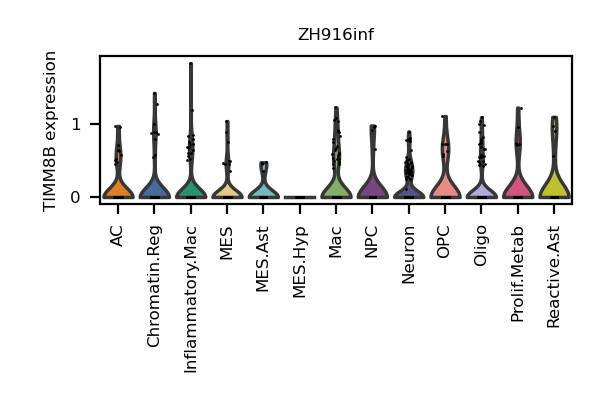 ZH916inf
TIMM8B expression
1
0
AC
Chromatin.Reg
Inflammatory.Mac
MES
MES.Ast
MES.Hyp
Mac
NPC
Neuron
OPC
Oligo
Prolif.Metab
Reactive.Ast